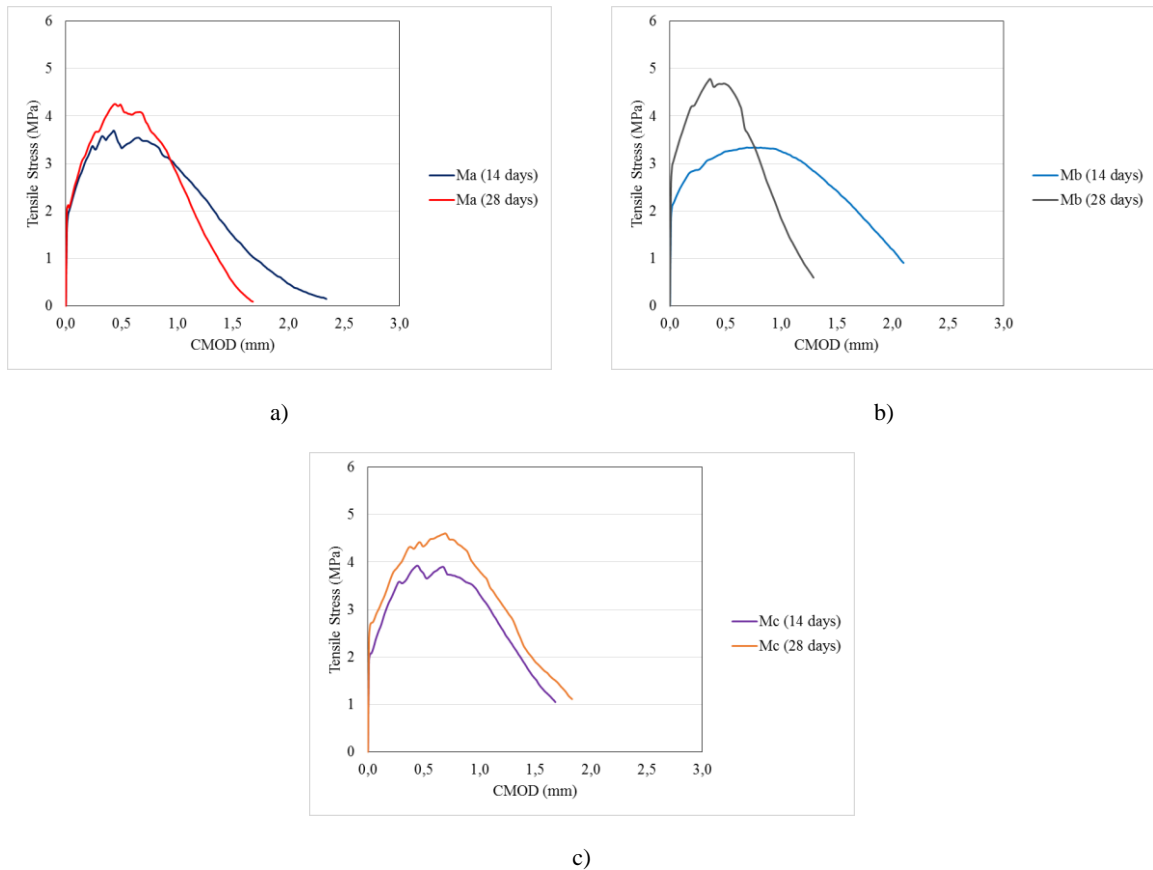 6
5
4
3
2
1
0
Tensile Stress (MPa)
0,0 0,5 1,0 1,5 2,0 2,5 3,0
CMOD (mm)
Ma (14 days)
Ma (28 days)
a)
6
5
4
3
2
1
0
Tensile Stress (MPa)
0,0 0,5 1,0 1,5 2,0 2,5 3,0
CMOD (mm)
Mb (14 days)
Mb (28 days)
b)
6
5
4
3
2
1
0
Tensile Stress (MPa)
0,0 0,5 1,0 1,5 2,0 2,5 3,0
CMOD (mm)
Mc (14 days)
Mc (28 days)
c)